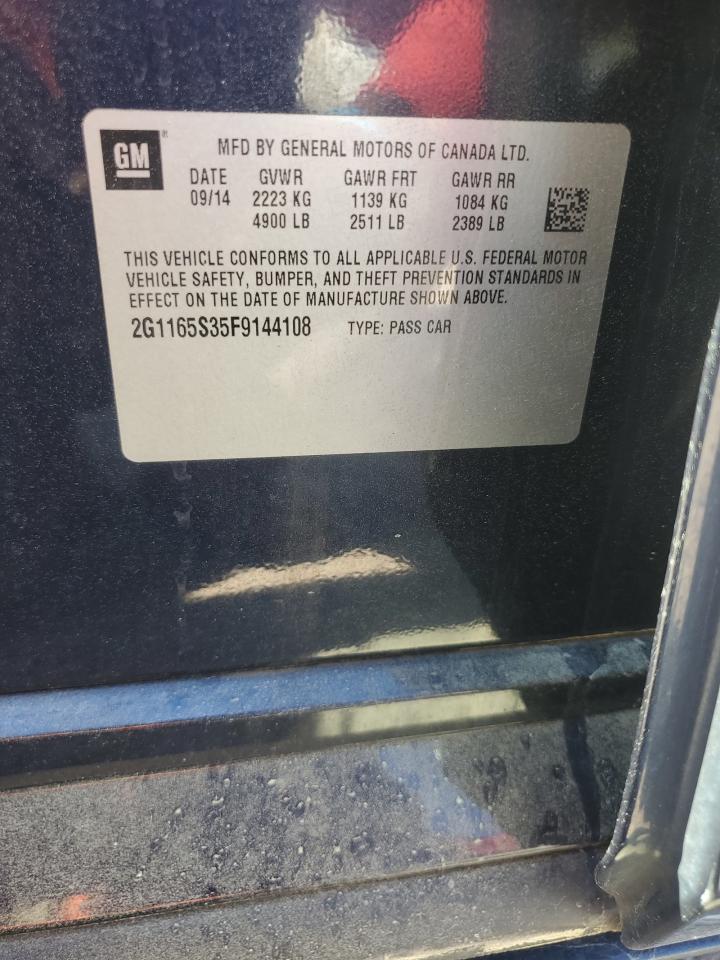 GM®
MFD BY GENERAL MOTORS OF CANADA LTD.
DATE GVWR GAWR FRT GAWR RR
09/14 2223 KG 1139 KG 1084 KG
4900 LB 2511 LB 2389 LB
THIS VEHICLE CONFORMS TO ALL APPLICABLE U.S. FEDERAL MOTOR
VEHICLE SAFETY, BUMPER, AND THEFT PREVENTION STANDARDS IN
EFFECT ON THE DATE OF MANUFACTURE SHOWN ABOVE.
2G1165S35F9144108 TYPE: PASS CAR